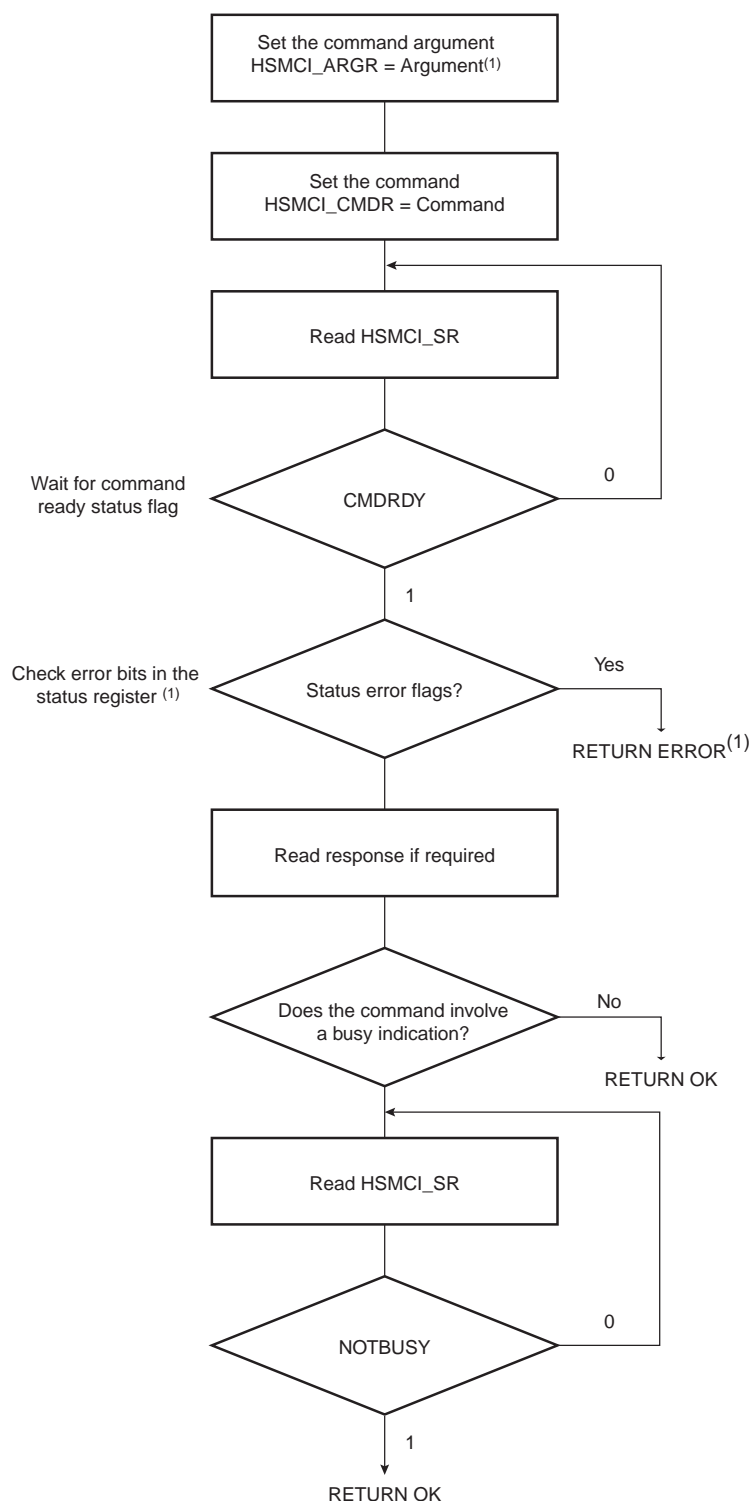 Set the command argument
HSMCI_ARGR = Argument(1)
Set the command
HSMCI_CMDR = Command
Read HSMCI_SR
Wait for command
ready status flag
CMDRDY
0
1
Check error bits in the
status register (1)
Status error flags?
Yes
RETURN ERROR(1)
Read response if required
Does the command involve
a busy indication?
No
RETURN OK
Read HSMCI_SR
NOTBUSY
0
1
RETURN OK